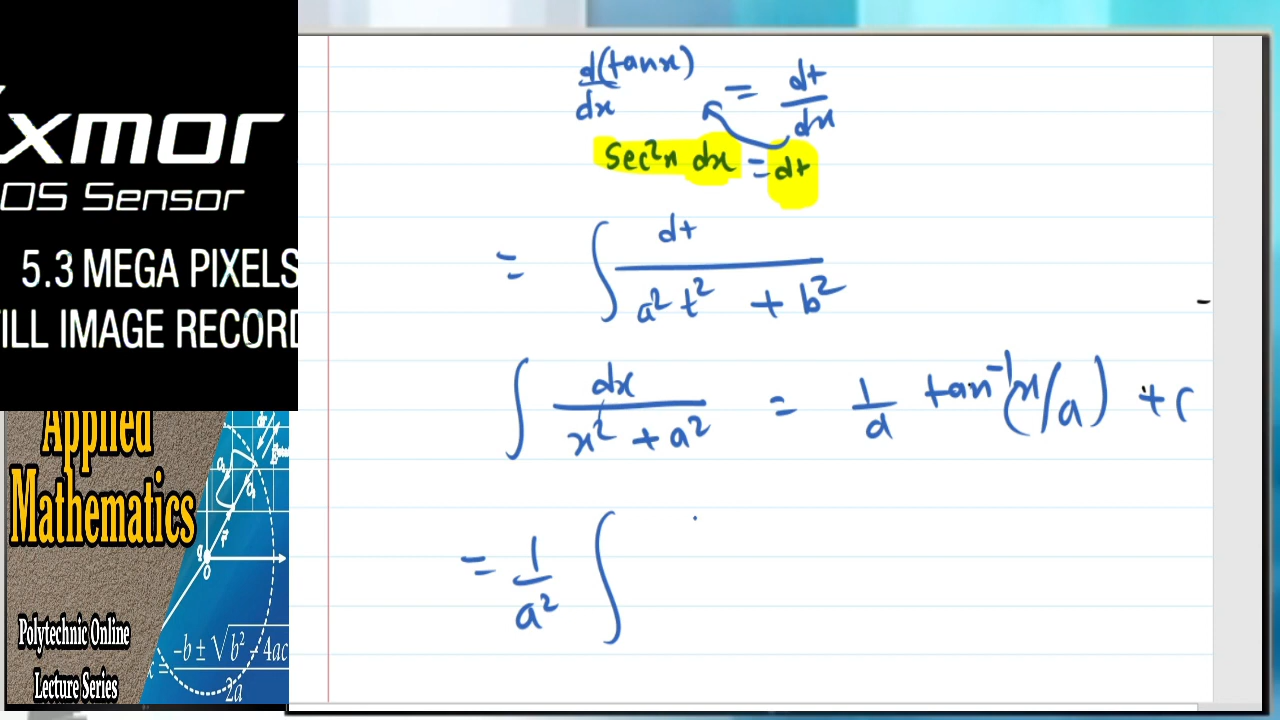 xmor
OS Sensor
5.3 MEGA PIXELS
TILL IMAGE RECORD
Applied
Mathematics
Polytechnic Online
Lecture Series
-b ± √b² - 4ac
= 
2a
d(tanx)/dx = dt/dx
sec²x dx = dt
= ∫ dt/(a²t² + b²)
∫ dx/(x² + a²) = 1/a tan⁻¹(x/a) + c
= 1/a² ∫